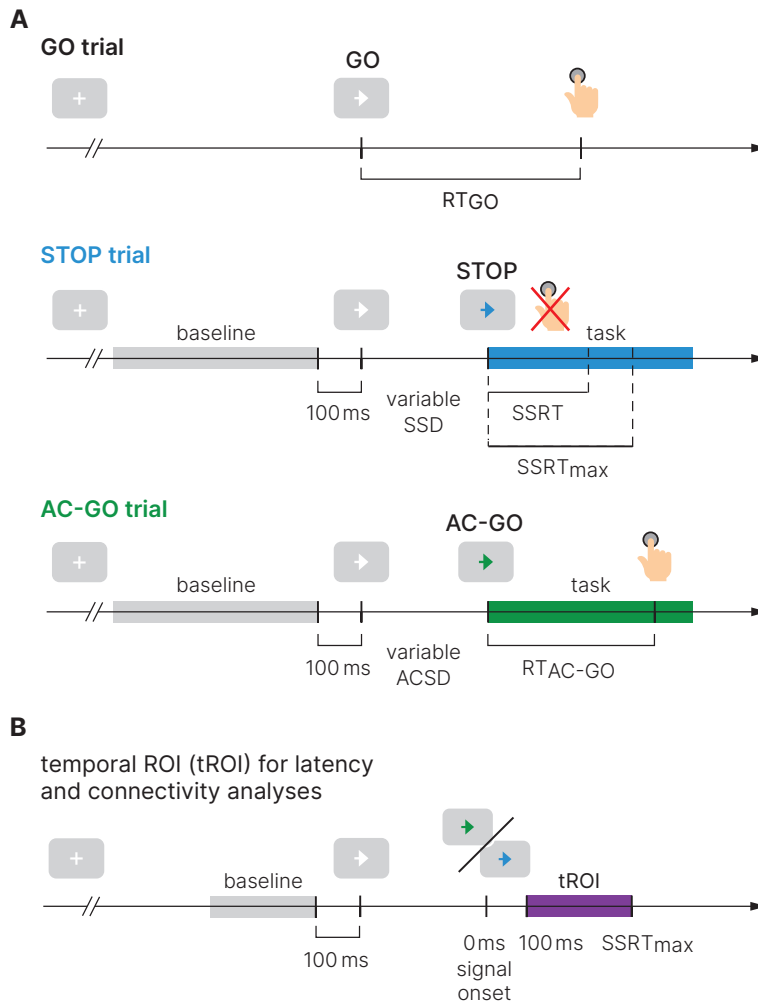 A
GO trial
GO
+
RTGO
STOP trial
STOP
+
baseline
task
100 ms
variable
SSD
SSRT
SSRTmax
AC-GO trial
AC-GO
+
baseline
task
100 ms
variable
ACSD
RTAC-GO
B
temporal ROI (tROI) for latency
and connectivity analyses
+
baseline
tROI
100 ms
0 ms
signal
onset
100 ms
SSRTmax